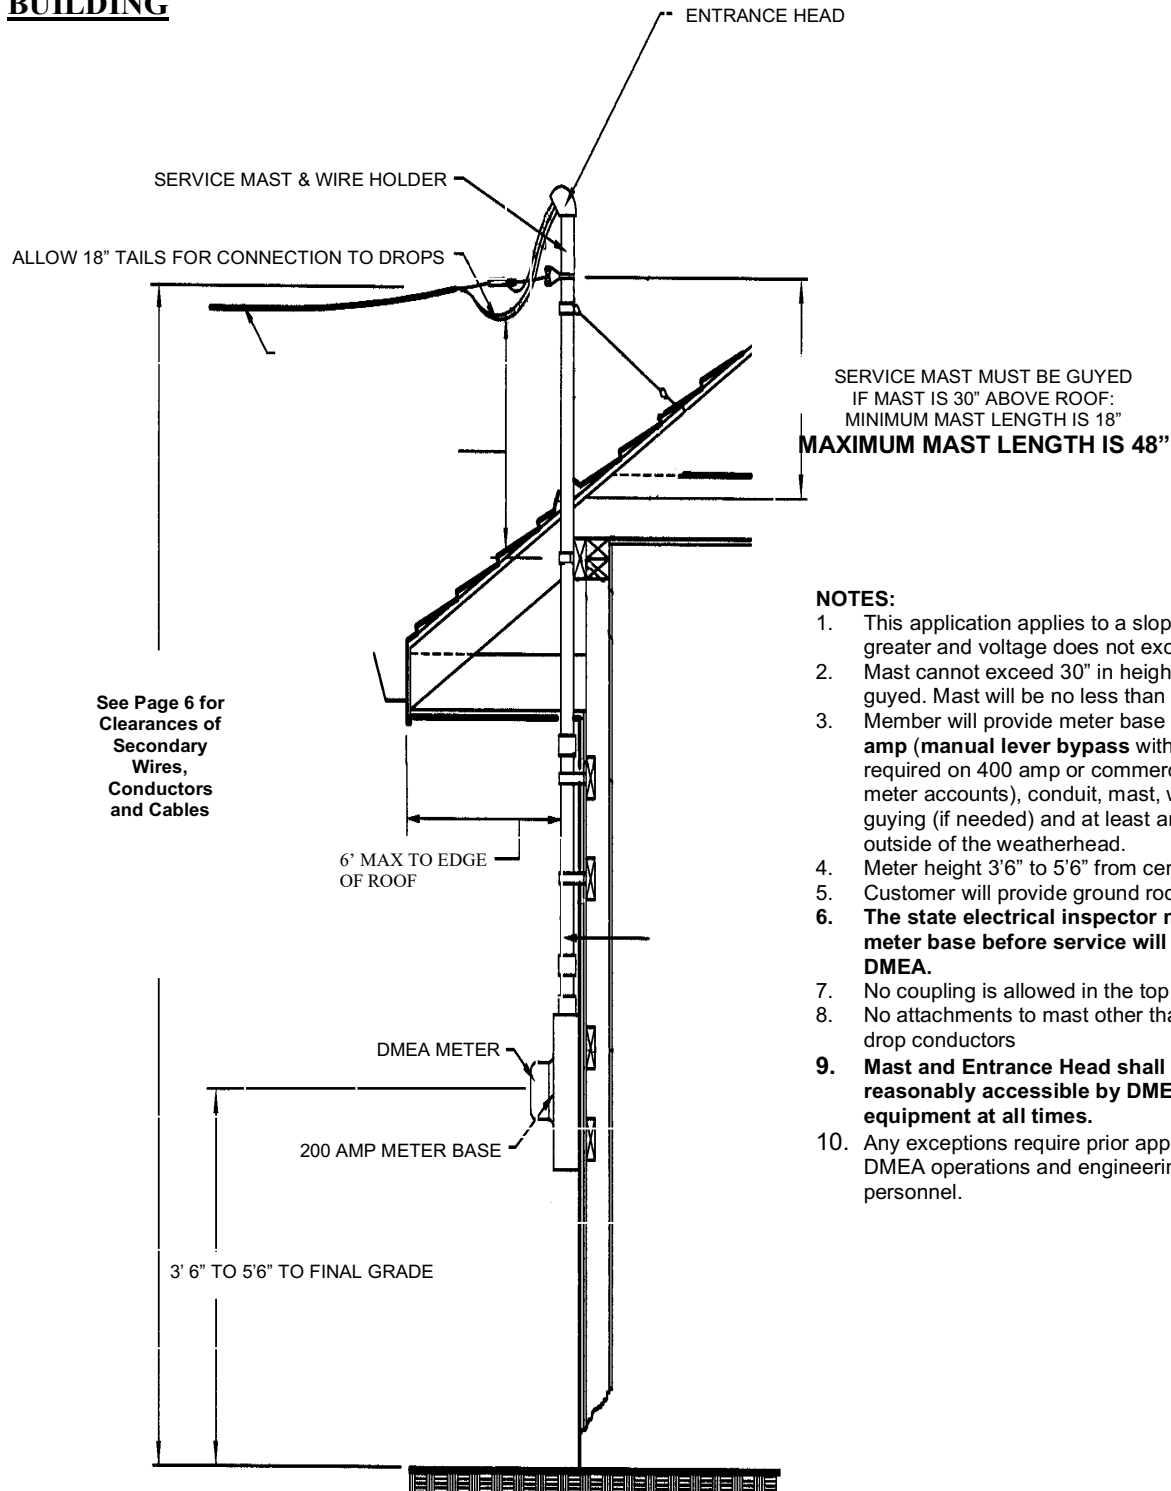 BUILDING
ENTRANCE HEAD
SERVICE MAST & WIRE HOLDER
ALLOW 18” TAILS FOR CONNECTION TO DROPS
SERVICE MAST MUST BE GUYED
IF MAST IS 30” ABOVE ROOF:
MINIMUM MAST LENGTH IS 18”
MAXIMUM MAST LENGTH IS 48”
See Page 6 for
Clearances of
Secondary
Wires,
Conductors
and Cables
6’ MAX TO EDGE
OF ROOF
DMEA METER
200 AMP METER BASE
3’ 6” TO 5’6” TO FINAL GRADE
NOTES:
1. This application applies to a slop
greater and voltage does not exc
2. Mast cannot exceed 30” in heigh
guyed. Mast will be no less than
3. Member will provide meter base
amp (manual lever bypass with
required on 400 amp or commerc
meter accounts), conduit, mast, w
guying (if needed) and at least an
outside of the weatherhead.
4. Meter height 3’6” to 5’6” from cen
5. Customer will provide ground roo
6. The state electrical inspector m
meter base before service will
DMEA.
7. No coupling is allowed in the top
8. No attachments to mast other tha
drop conductors
9. Mast and Entrance Head shall
reasonably accessible by DME
equipment at all times.
10. Any exceptions require prior app
DMEA operations and engineerin
personnel.